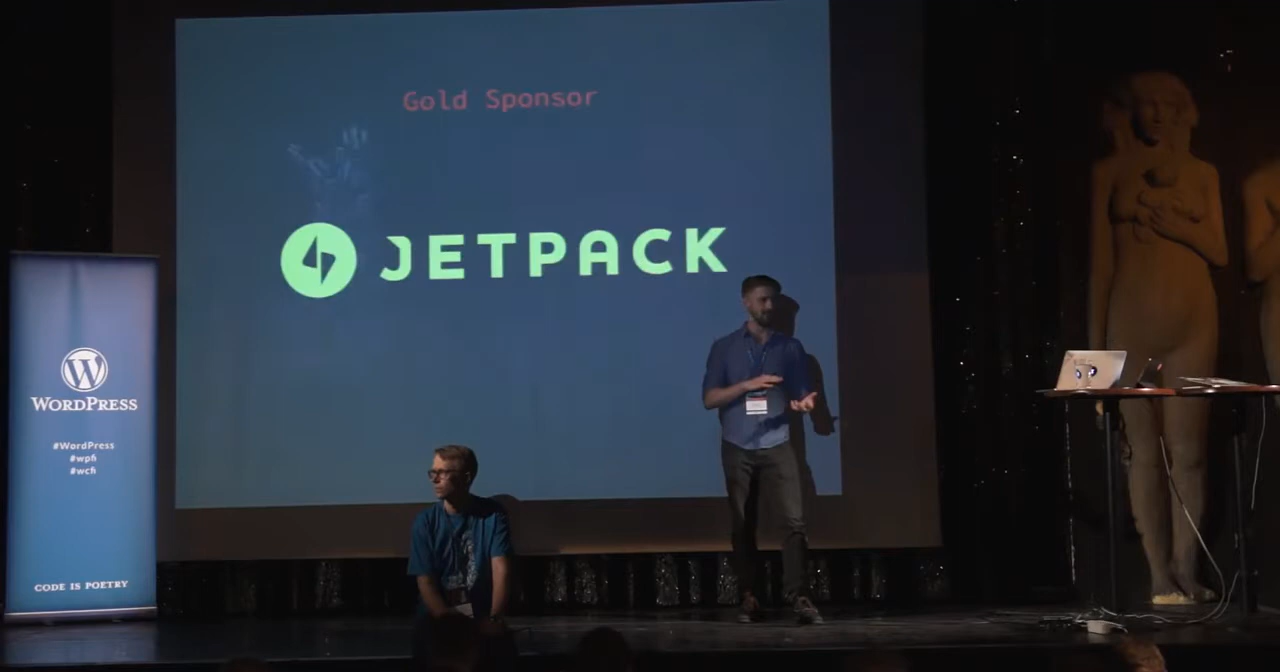 Gold Sponsor
JETPACK
WORDPRESS
#WordPress
#wpfi
#wcfi
CODE IS POETRY